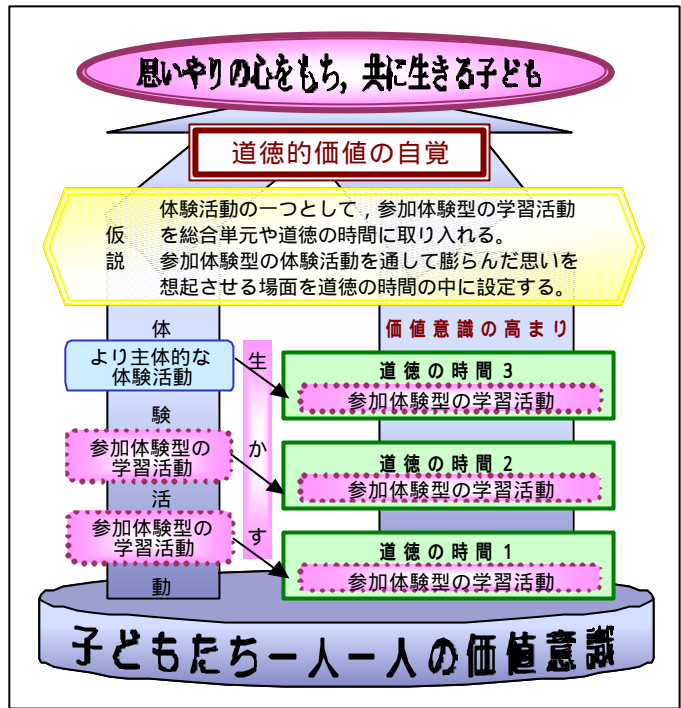 思いやりの心をもち，共に生きる子ども
道徳的価値の自覚
仮説
体験活動の一つとして，参加体験型の学習活動
を総合単元や道徳の時間に取り入れる。
参加体験型の体験活動を通して膨らんだ思いを
想起させる場面を道徳の時間の中に設定する。
体験活動
価値意識の高まり
より主体的な
体験活動
生かす
道徳の時間３
参加体験型の学習活動
参加体験型の
学習活動
道徳の時間２
参加体験型の学習活動
参加体験型の
学習活動
道徳の時間１
参加体験型の学習活動
子どもたち一人一人の価値意識